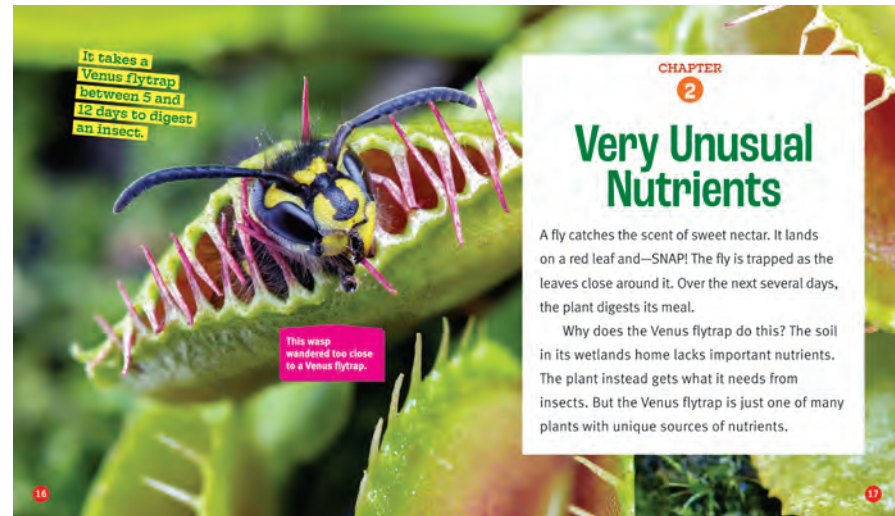 It takes a
Venus flytrap
between 5 and
12 days to digest
an insect.
This wasp
wandered too close
to a Venus flytrap.
16
CHAPTER
2
Very Unusual
Nutrients
A fly catches the scent of sweet nectar. It lands
on a red leaf and—SNAP! The fly is trapped as the
leaves close around it. Over the next several days,
the plant digests its meal.
Why does the Venus flytrap do this? The soil
in its wetlands home lacks important nutrients.
The plant instead gets what it needs from
insects. But the Venus flytrap is just one of many
plants with unique sources of nutrients.
17